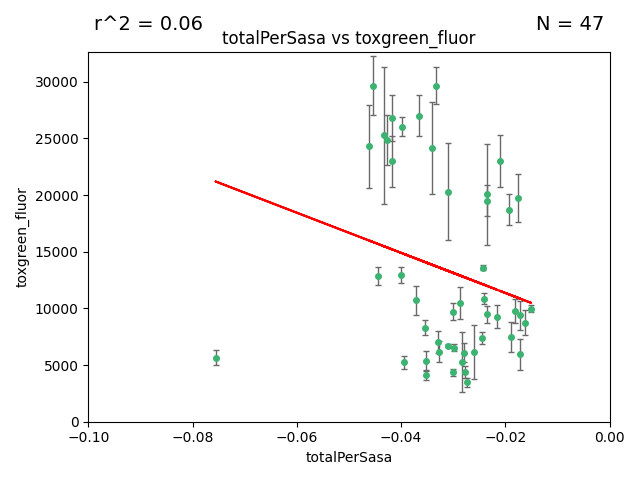 r^2 = 0.06
N = 47
totalPerSasa vs toxgreen_fluor
30000
25000
20000
15000
10000
5000
0
toxgreen_fluor
−0.10
−0.08
−0.06
−0.04
−0.02
0.00
totalPerSasa